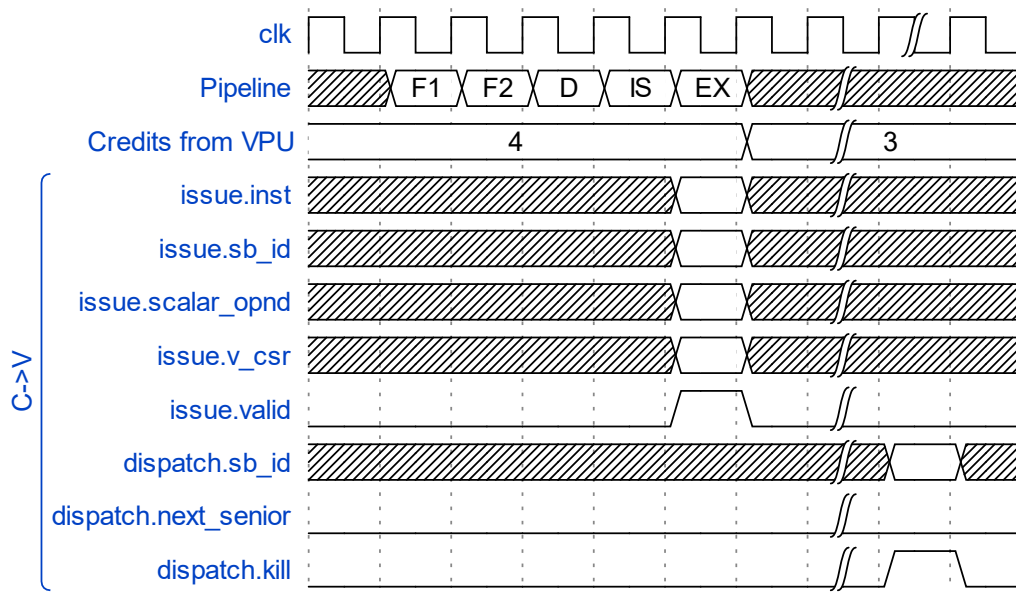 clk
Pipeline F1 F2 D IS EX
Credits from VPU 4 3
issue.inst
issue.sb_id
issue.scalar_opnd
issue.v_csr
issue.valid
dispatch.sb_id
dispatch.next_senior
dispatch.kill
C->V